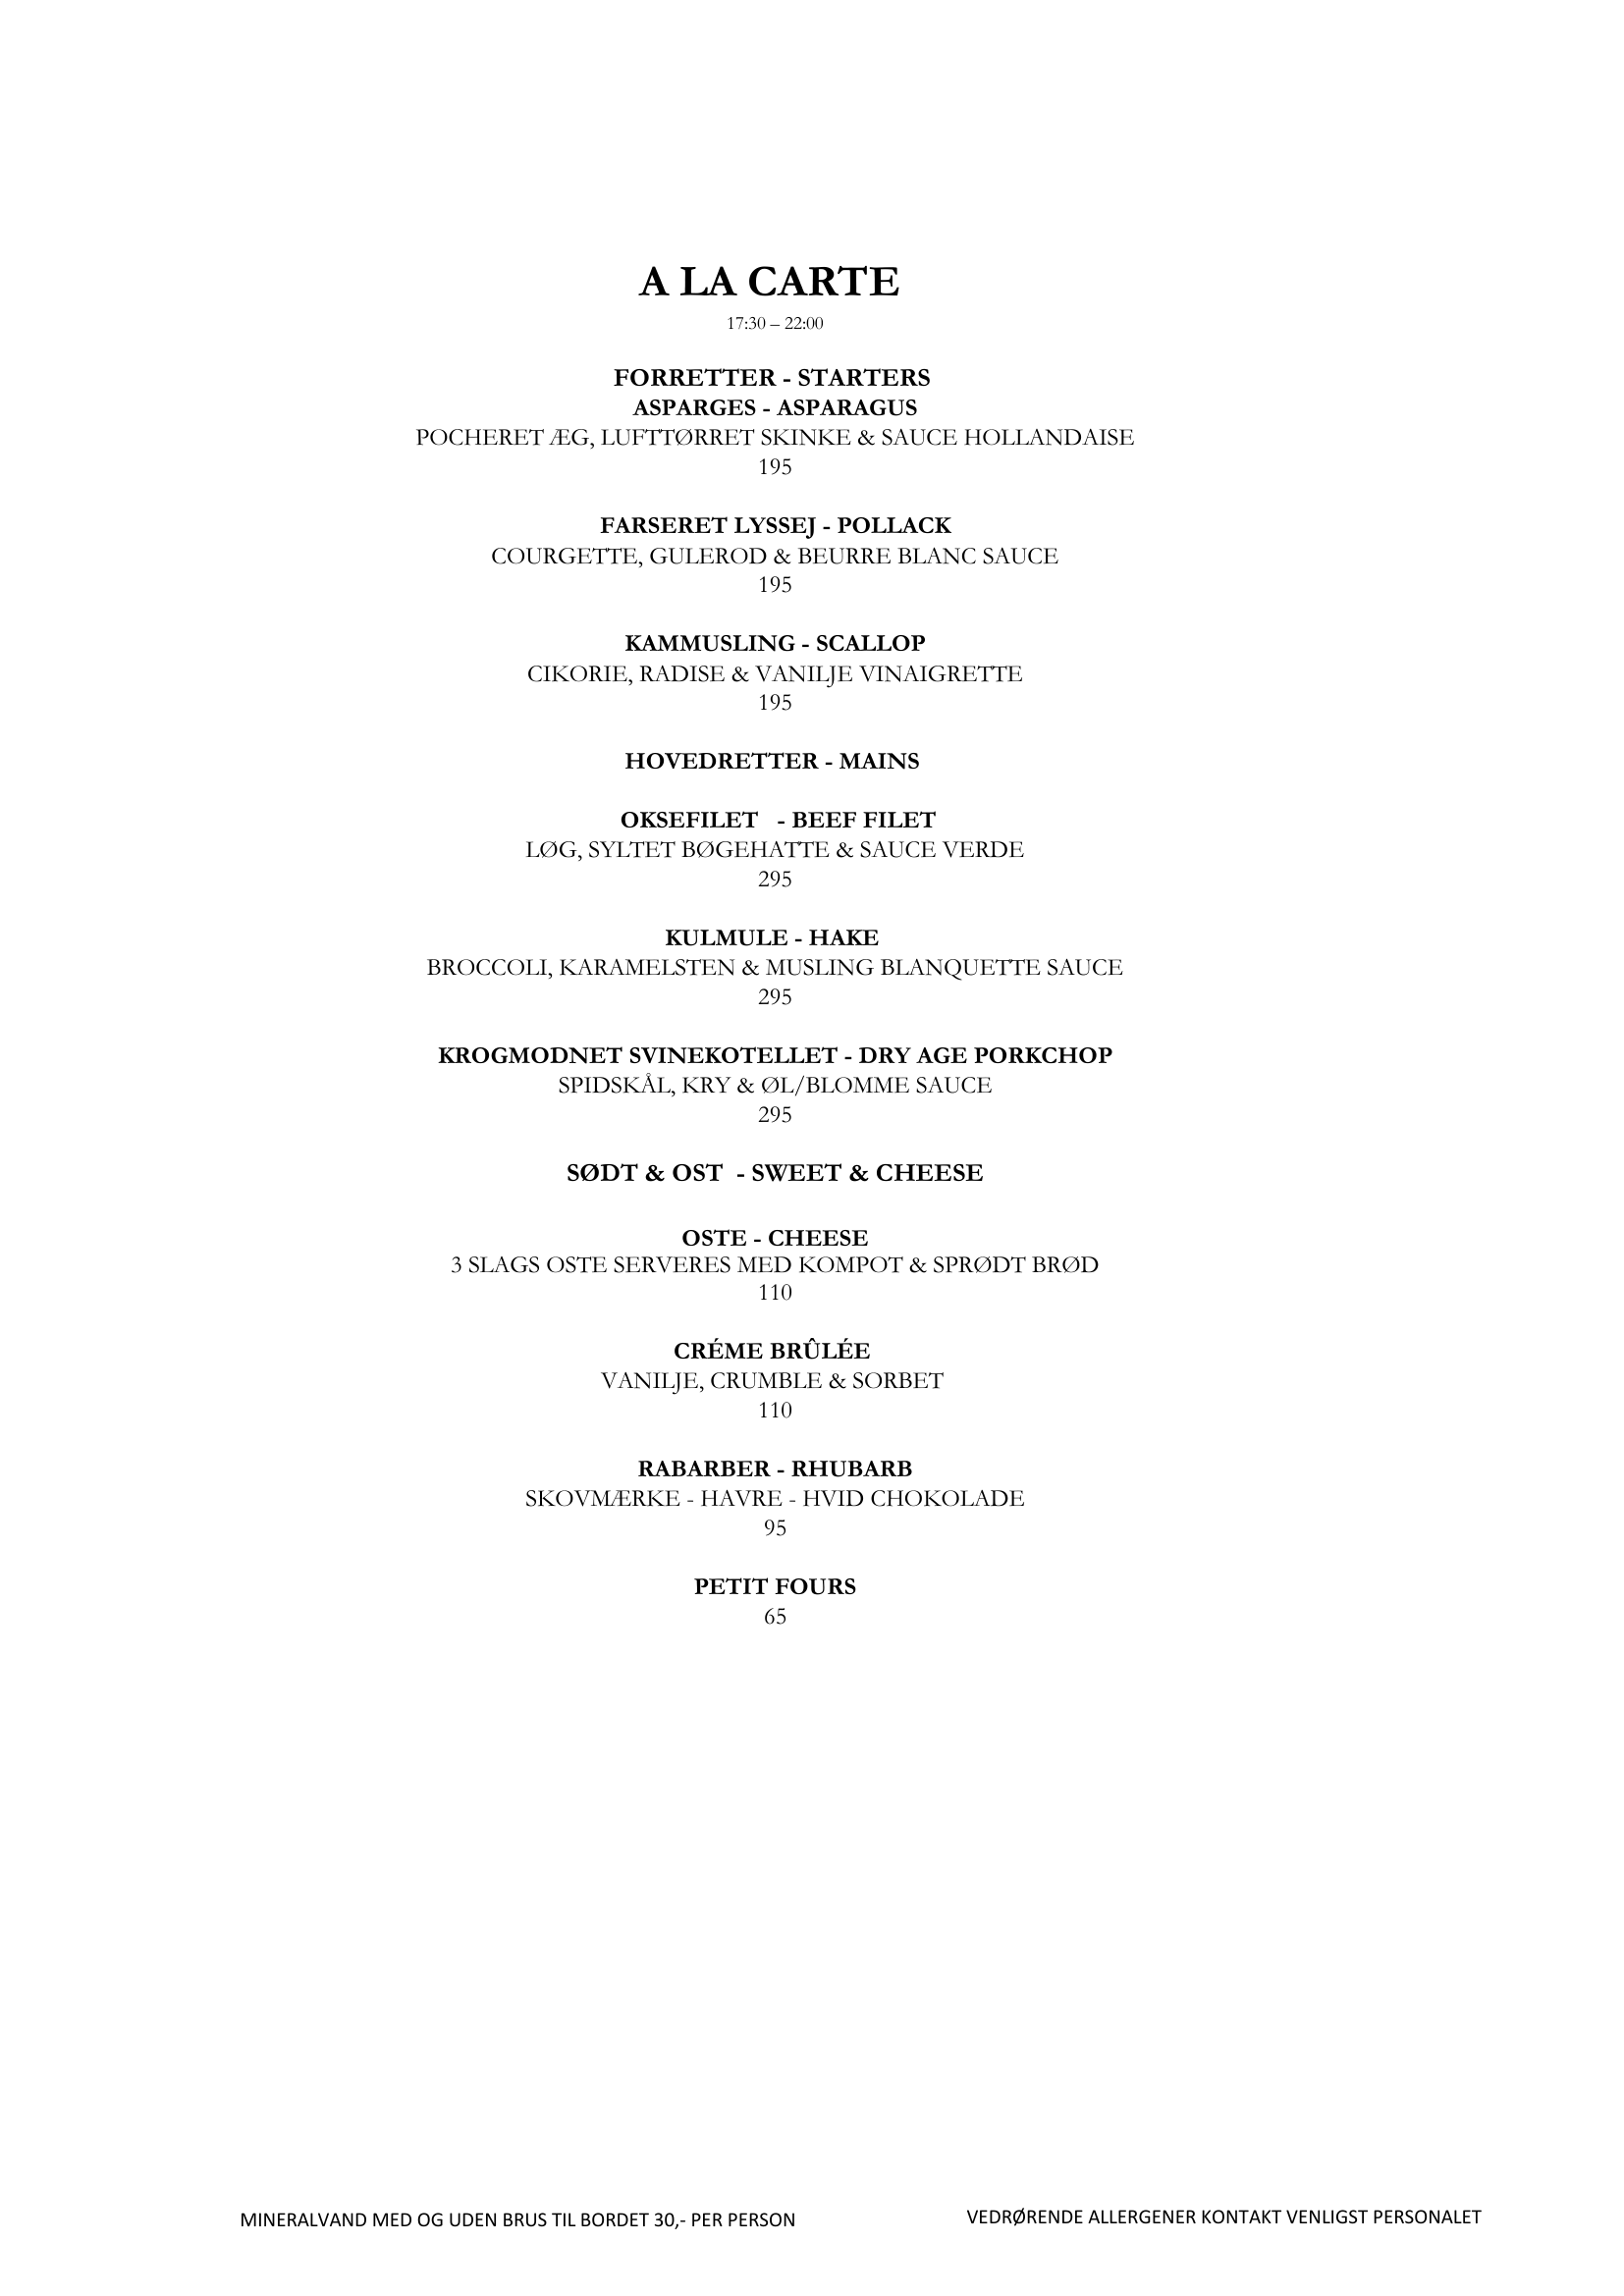 A LA CARTE
17:30 – 22:00
FORRETTER - STARTERS
ASPARGES - ASPARAGUS
POCHERET ÆG, LUFTTØRRET SKINKE & SAUCE HOLLANDAISE
195
FARSERET LYSSEJ - POLLACK
COURGETTE, GULEROD & BEURRE BLANC SAUCE
195
KAMMUSLING - SCALLOP
CIKORIE, RADISE & VANILJE VINAIGRETTE
195
HOVEDRETTER - MAINS
OKSEFILET - BEEF FILET
LØG, SYLTET BØGEHATTE & SAUCE VERDE
295
KULMULE - HAKE
BROCCOLI, KARAMELSTEN & MUSLING BLANQUETTE SAUCE
295
KROGMODNET SVINEKOTELLET - DRY AGE PORKCHOP
SPIDSKÅL, KRY & ØL/BLOMME SAUCE
295
SØDT & OST - SWEET & CHEESE
OSTE - CHEESE
3 SLAGS OSTE SERVERES MED KOMPOT & SPRØDT BRØD
110
CRÉME BRÛLÉE
VANILJE, CRUMBLE & SORBET
110
RABARBER - RHUBARB
SKOVMÆRKE - HAVRE - HVID CHOKOLADE
95
PETIT FOURS
65
MINERALVAND MED OG UDEN BRUS TIL BORDET 30,- PER PERSON
VEDRØRENDE ALLERGENER KONTAKT VENLIGST PERSONALET